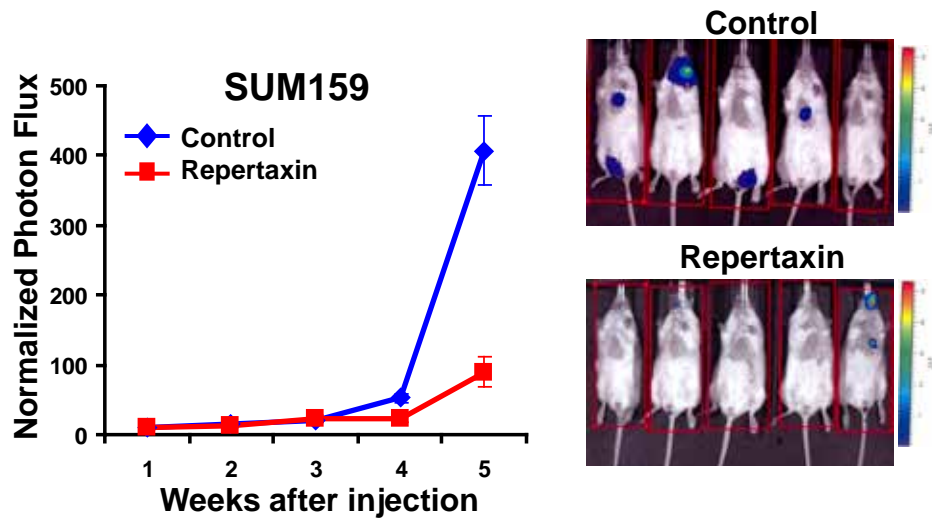 SUM159
Control
Repertaxin
Normalized Photon Flux
500
400
300
200
100
0
1 2 3 4 5
Weeks after injection
Control
Repertaxin